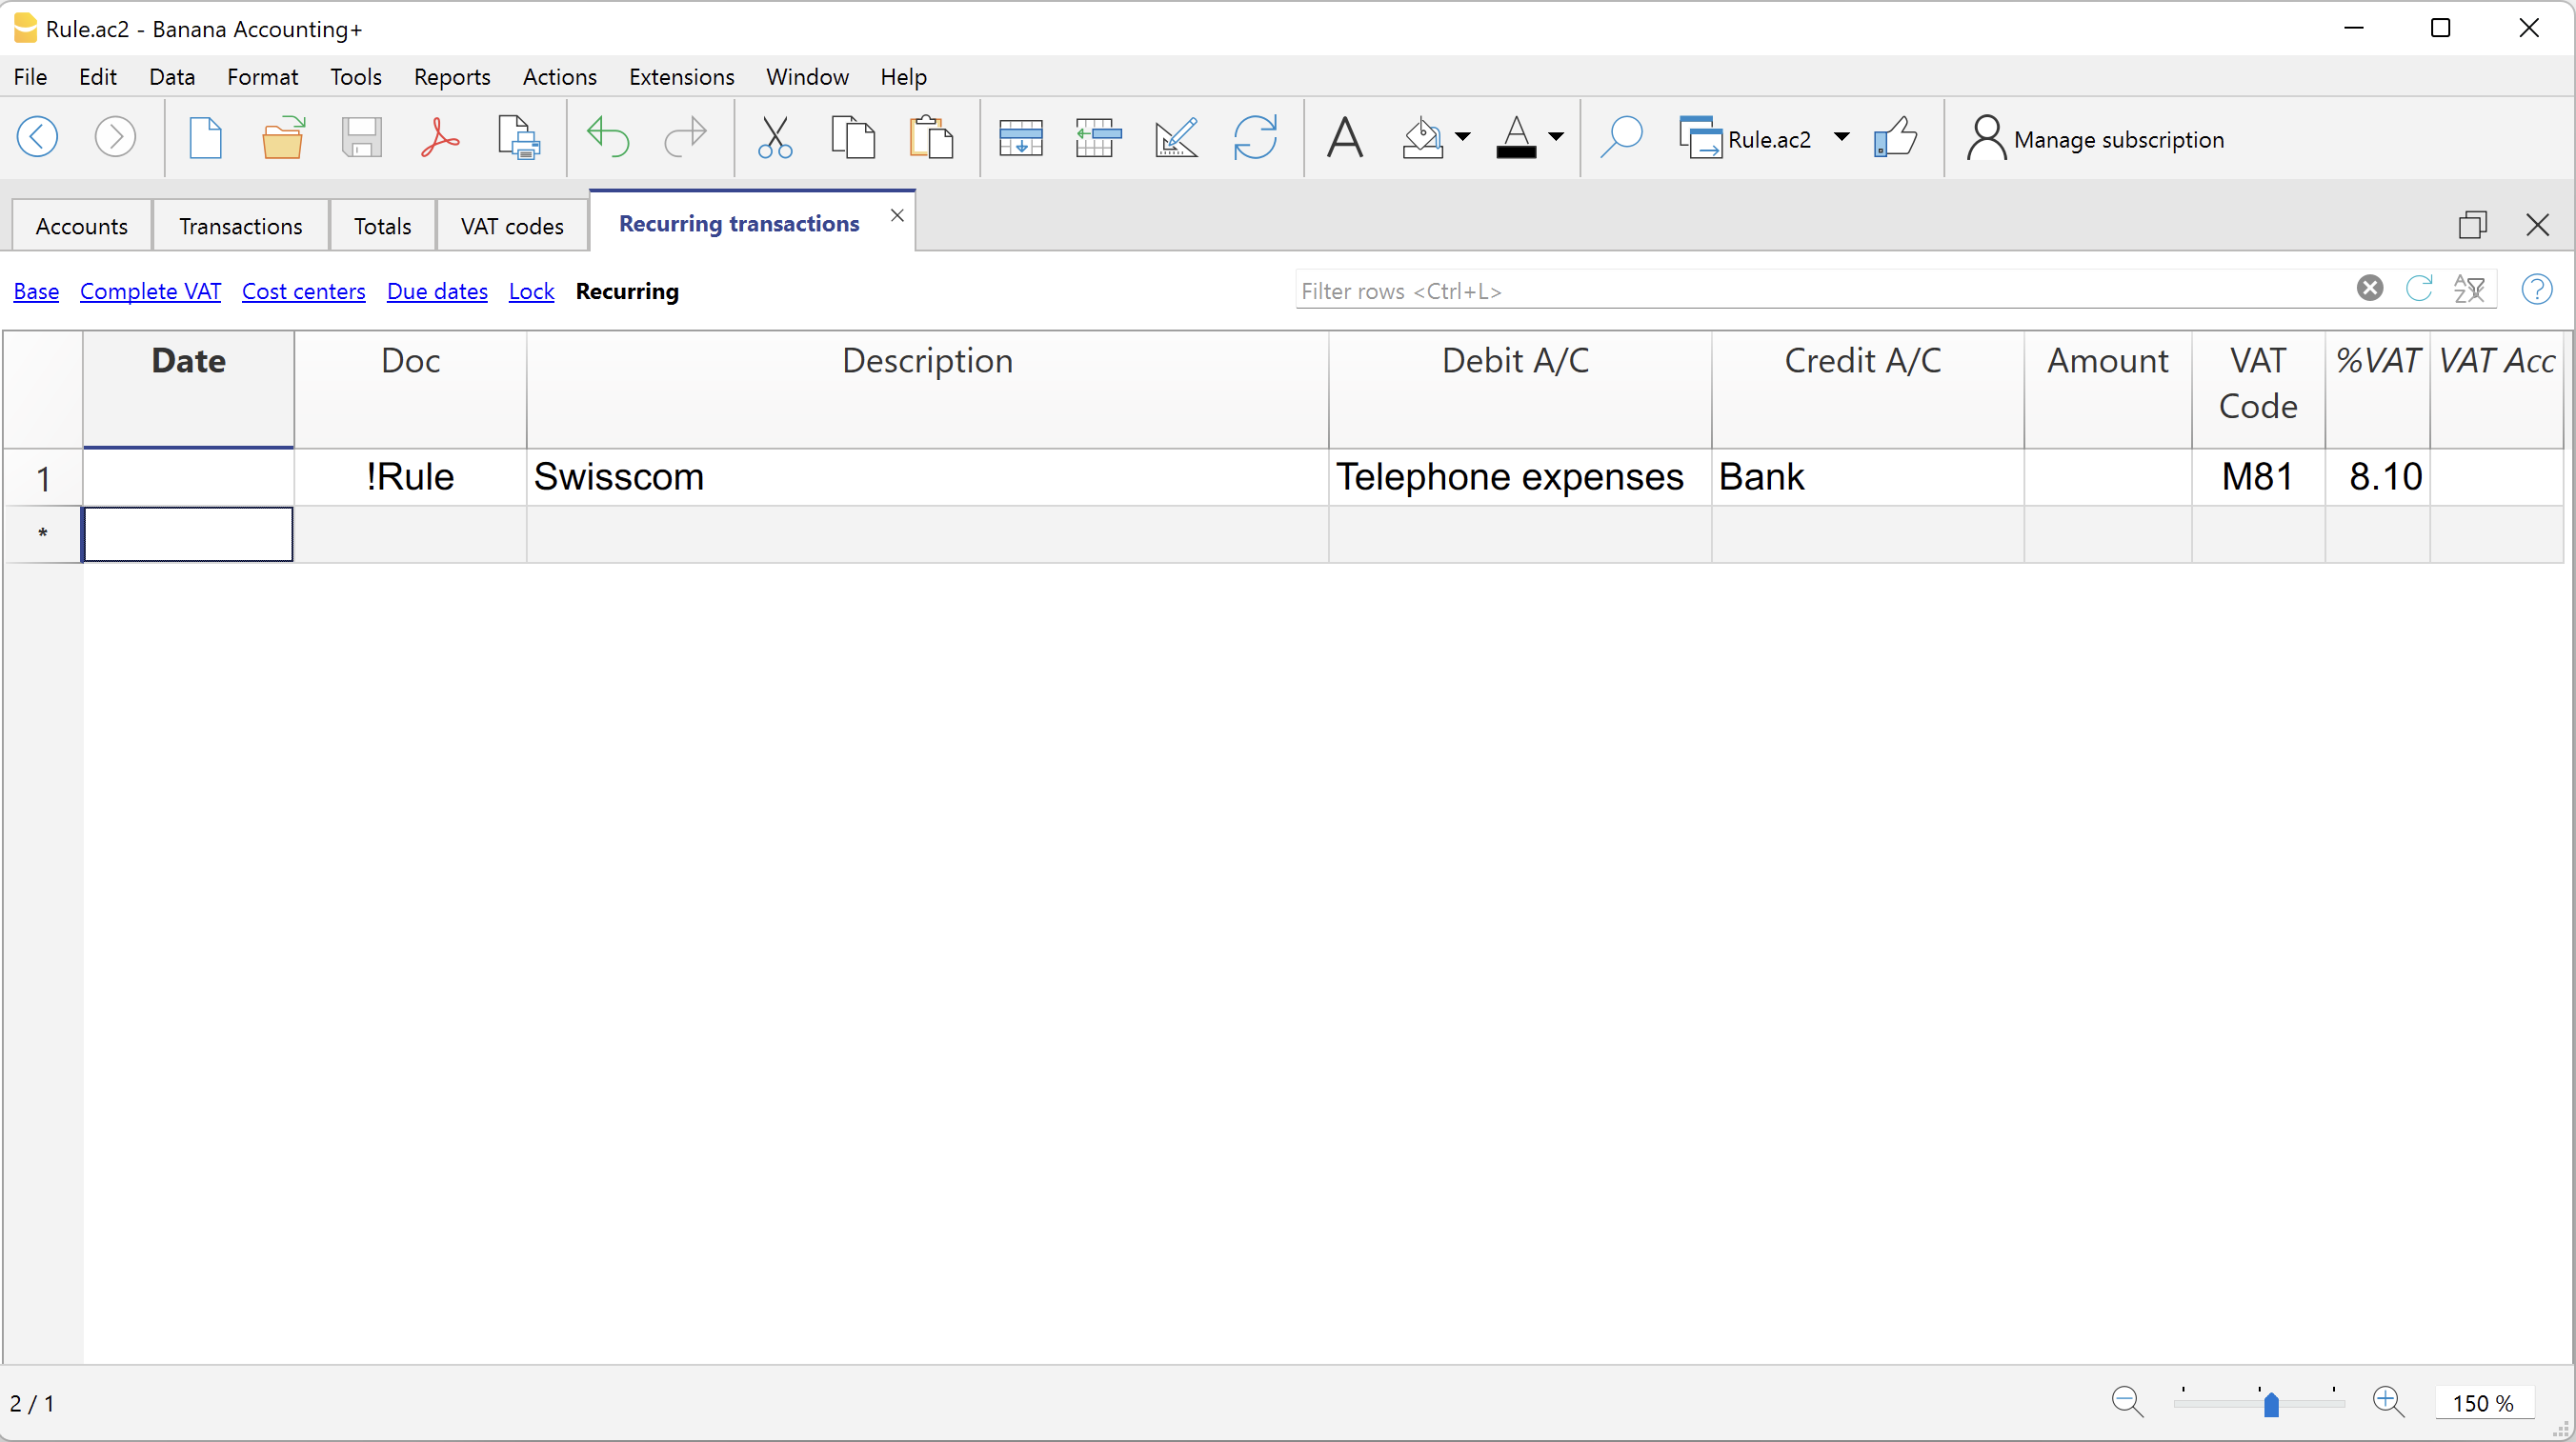 Rule.ac2 - Banana Accounting+
File Edit Data Format Tools Reports Actions Extensions Window Help
A A Rule.ac2 Manage subscription
Accounts Transactions Totals VAT codes Recurring transactions
Base Complete VAT Cost centers Due dates Lock Recurring Filter rows <Ctrl+L>
Date Doc Description Debit A/C Credit A/C Amount VAT Code %VAT VAT Acc
1 !Rule Swisscom Telephone expenses Bank M81 8.10
*
2 / 1 150 %